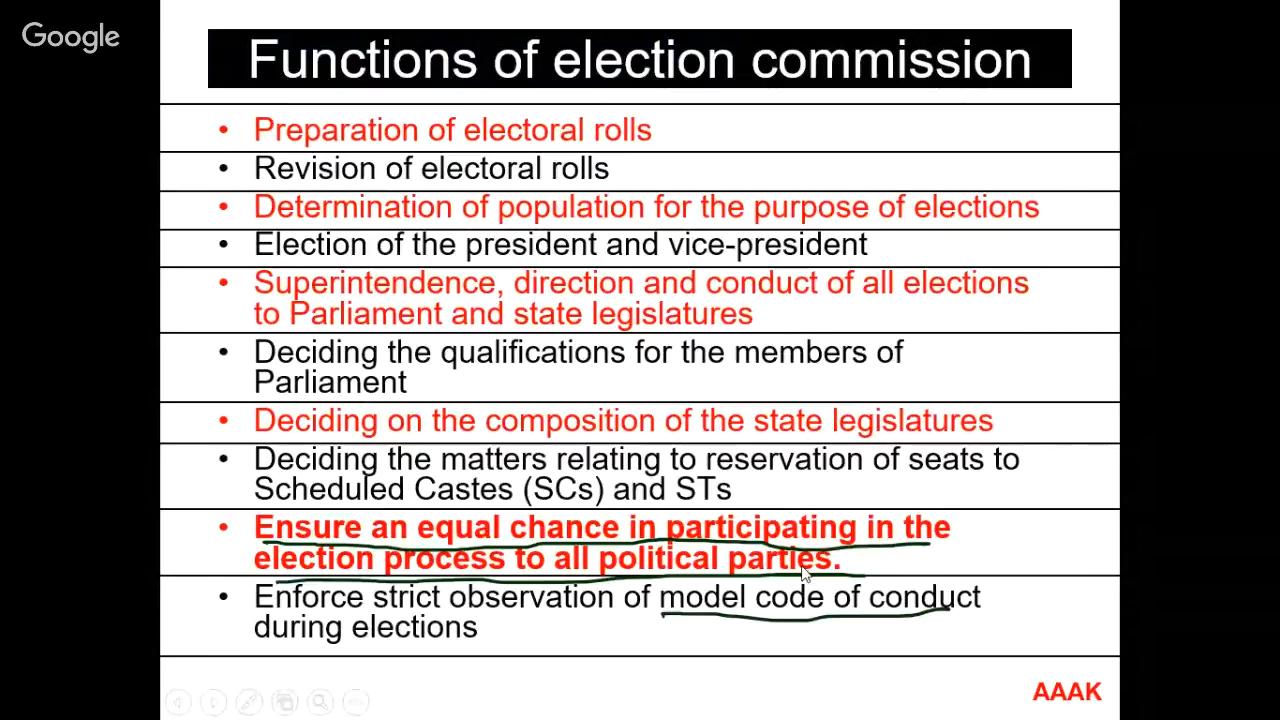 Google
Functions of election commission
• Preparation of electoral rolls
• Revision of electoral rolls
• Determination of population for the purpose of elections
• Election of the president and vice-president
• Superintendence, direction and conduct of all elections
to Parliament and state legislatures
• Deciding the qualifications for the members of
Parliament
• Deciding on the composition of the state legislatures
• Deciding the matters relating to reservation of seats to
Scheduled Castes (SCs) and STs
• Ensure an equal chance in participating in the
election process to all political parties.
• Enforce strict observation of model code of conduct
during elections
AAAK